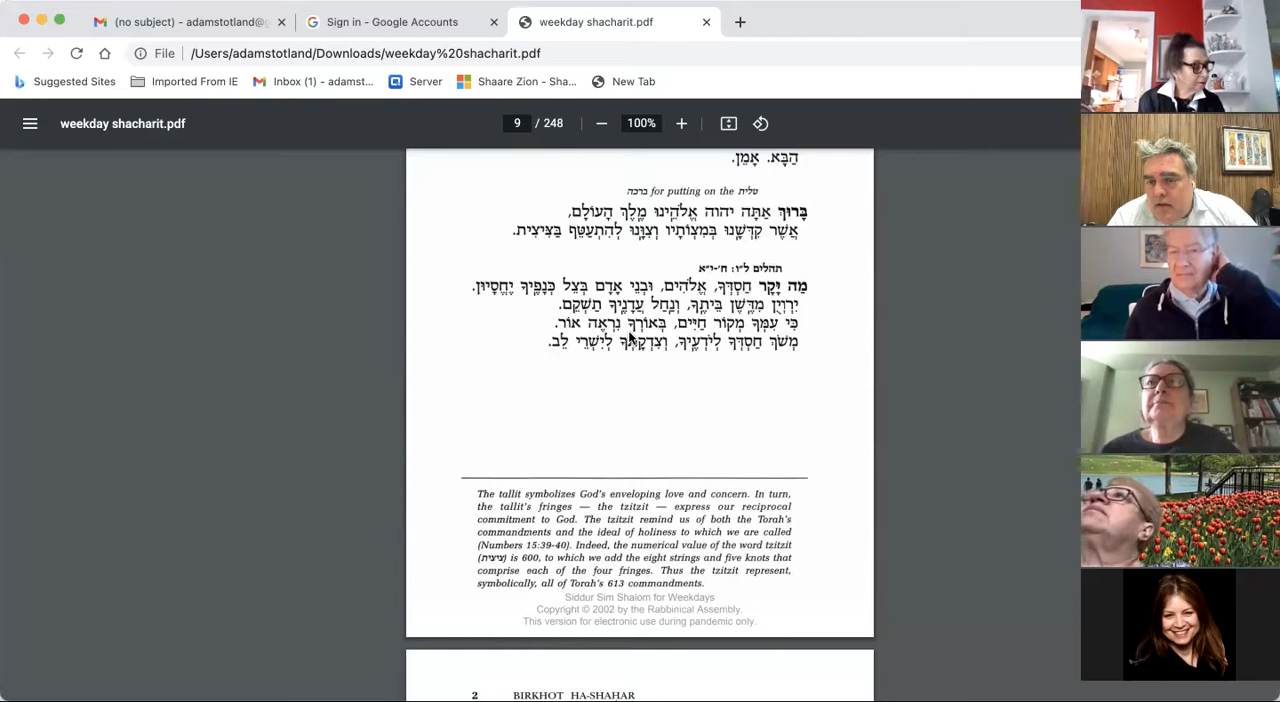 (no subject) - adamstotland@g
Sign in - Google Accounts
weekday shacharit.pdf
File
/Users/adamstotland/Downloads/weekday%20shacharit.pdf
Suggested Sites
Imported From IE
Inbox (1) - adamst...
Server
Shaare Zion - Sha...
New Tab
weekday shacharit.pdf
9 / 248
100%
הַבָּא. אָמֵן.
ברכה for putting on the טלית
בָּרוּךְ אַתָּה יהוה אֱלֹהֵֽינוּ מֶֽלֶךְ הָעוֹלָם,
אֲשֶׁר קִדְּשָֽׁנוּ בְּמִצְוֹתָיו וְצִוָּֽנוּ לְהִתְעַטֵּף בַּצִּיצִית.
תהלים ל״ו: ח׳-י״א
מַה יָּקָר חַסְדְּךָ, אֱלֹהִים, וּבְנֵי אָדָם בְּצֵל כְּנָפֶֽיךָ יֶחֱסָיוּן.
יִרְוְיֻן מִדֶּֽשֶׁן בֵּיתֶֽךָ, וְנַֽחַל עֲדָנֶֽיךָ תַשְׁקֵם.
כִּי עִמְּךָ מְקוֹר חַיִּים, בְּאוֹרְךָ נִרְאֶה אוֹר.
מְשֹׁךְ חַסְדְּךָ לְיֹדְעֶֽיךָ, וְצִדְקָתְךָ לְיִשְׁרֵי לֵב.
The tallit symbolizes God's enveloping love and concern. In turn,
the tallit's fringes — the tzitzit — express our reciprocal
commitment to God. The tzitzit remind us of both the Torah's
commandments and the ideal of holiness to which we are called
(Numbers 15:39-40). Indeed, the numerical value of the word tzitzit
(ציצית) is 600, to which we add the eight strings and five knots that
comprise each of the four fringes. Thus the tzitzit represent,
symbolically, all of Torah's 613 commandments.
Siddur Sim Shalom for Weekdays
Copyright © 2002 by the Rabbinical Assembly.
This version for electronic use during pandemic only.
2 BIRKHOT HA-SHAḤAR